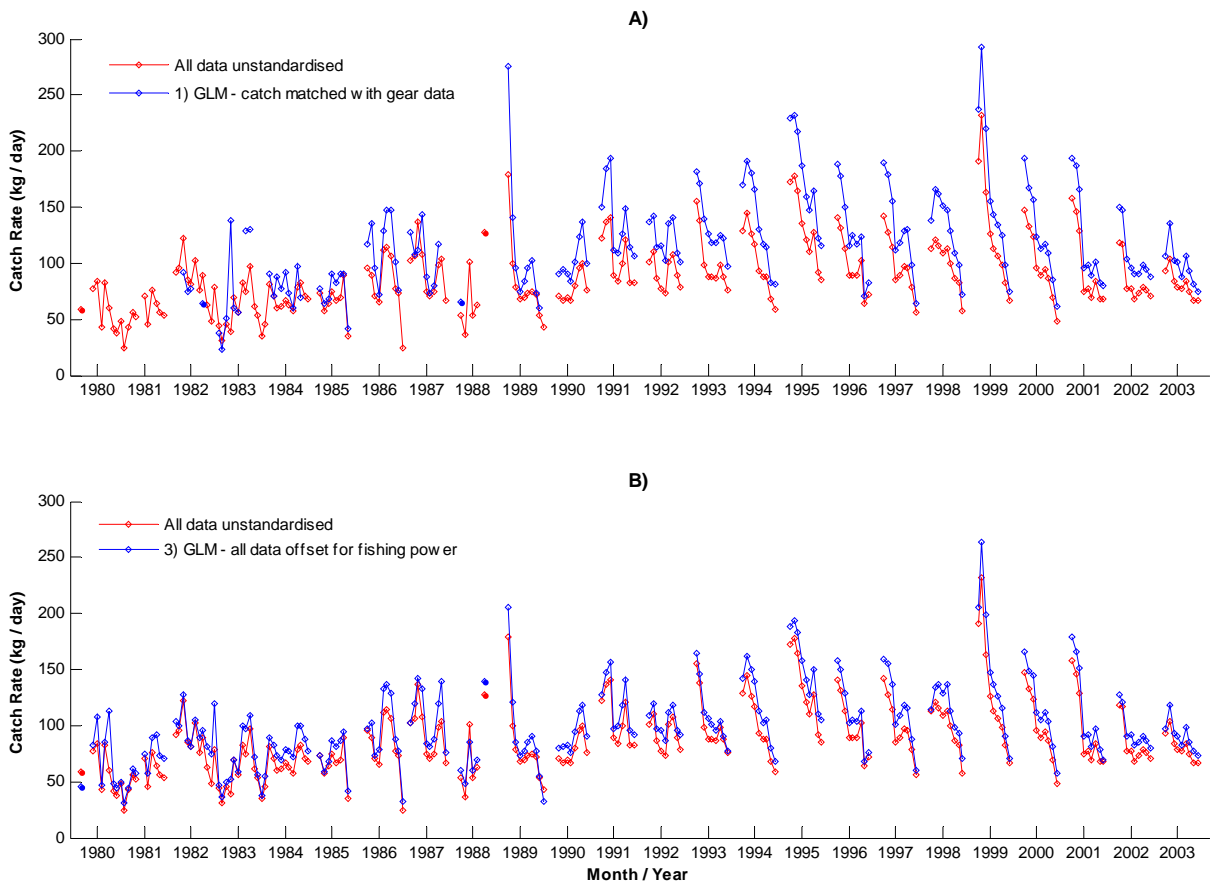 A)
300
250
200
150
100
50
0
Catch Rate (kg / day)
All data unstandardised
1) GLM - catch matched with gear data
1980 1981 1982 1983 1984 1985 1986 1987 1988 1989 1990 1991 1992 1993 1994 1995 1996 1997 1998 1999 2000 2001 2002 2003
B)
300
250
200
150
100
50
0
Catch Rate (kg / day)
All data unstandardised
3) GLM - all data offset for fishing power
1980 1981 1982 1983 1984 1985 1986 1987 1988 1989 1990 1991 1992 1993 1994 1995 1996 1997 1998 1999 2000 2001 2002 2003
Month / Year